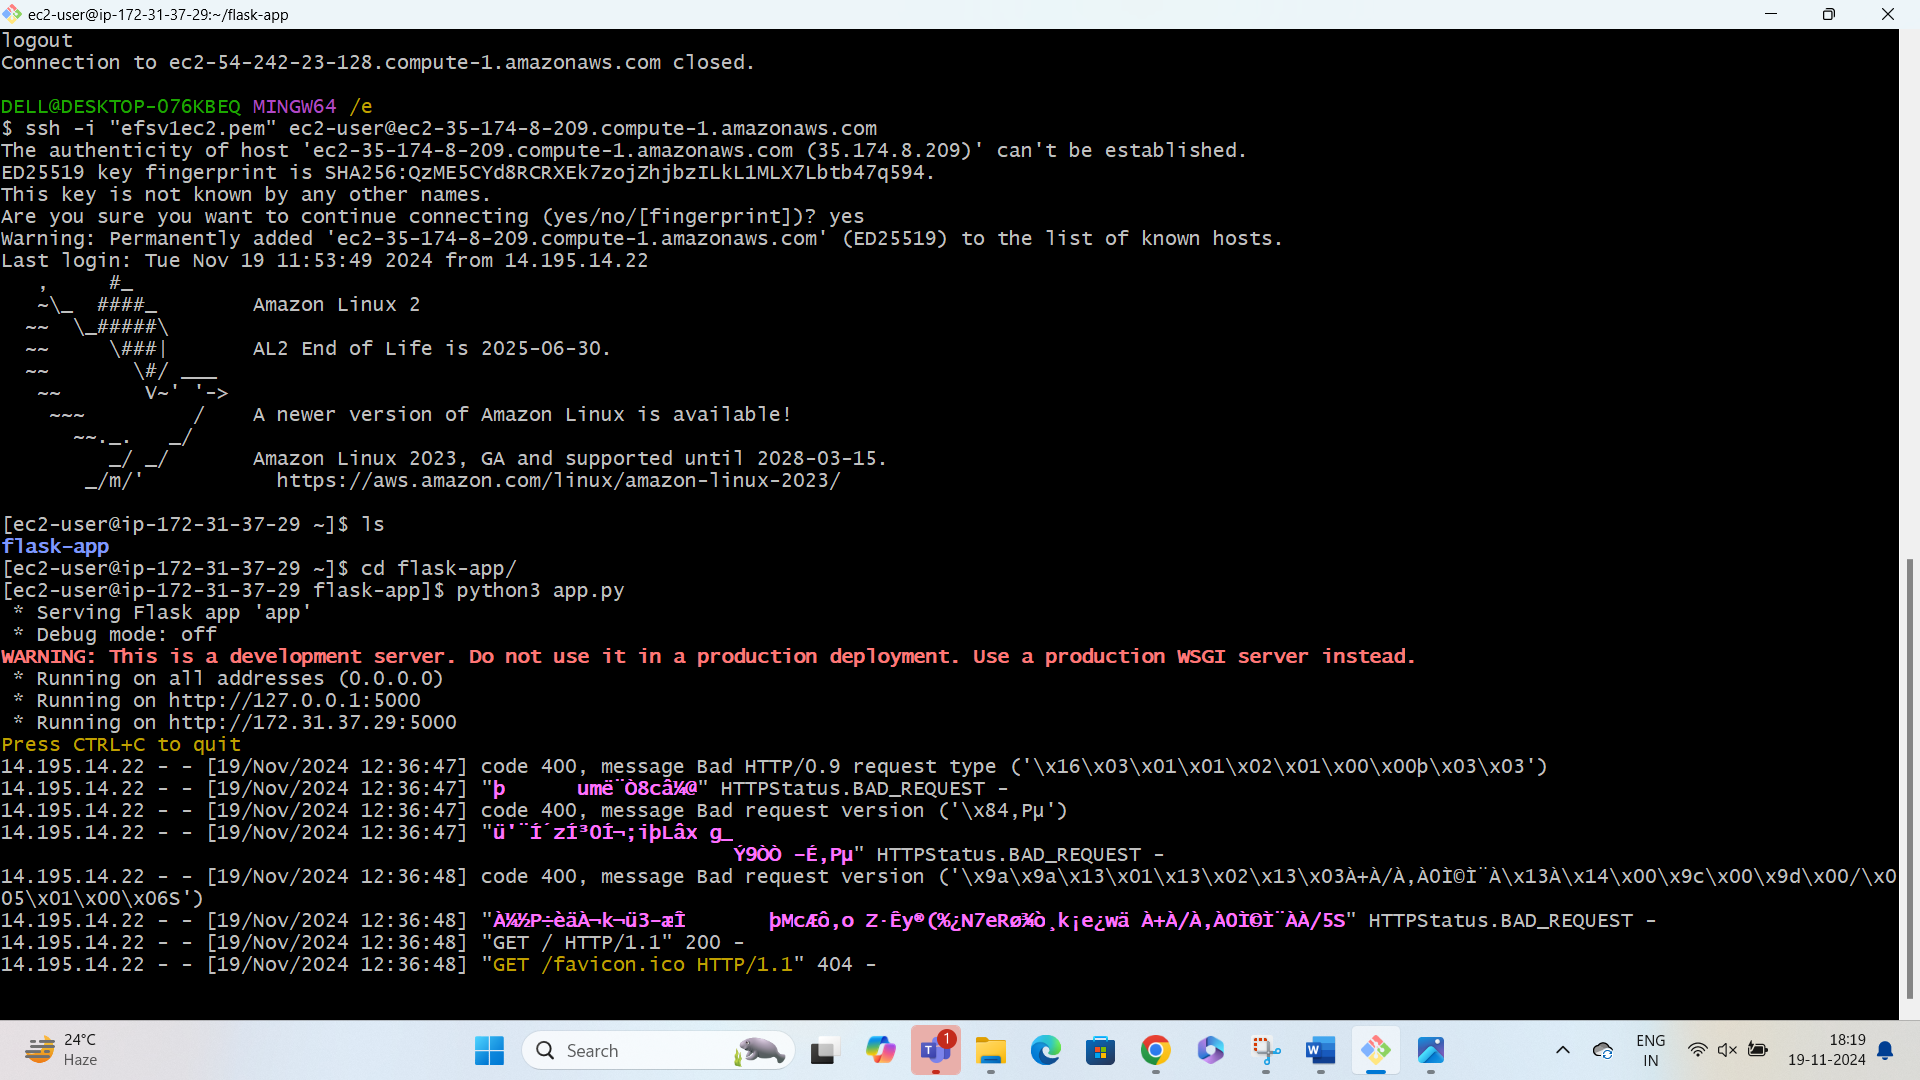 ec2-user@ip-172-31-37-29:~/flask-app
logout
Connection to ec2-54-242-23-128.compute-1.amazonaws.com closed.
DELL@DESKTOP-O76KBEQ MINGW64 /e
$ ssh -i "efsv1ec2.pem" ec2-user@ec2-35-174-8-209.compute-1.amazonaws.com
The authenticity of host 'ec2-35-174-8-209.compute-1.amazonaws.com (35.174.8.209)' can't be established.
ED25519 key fingerprint is SHA256:QzME5CYd8RCRXEk7zojZhjbzILkL1MLX7Lbtb47q594.
This key is not known by any other names.
Are you sure you want to continue connecting (yes/no/[fingerprint])? yes
Warning: Permanently added 'ec2-35-174-8-209.compute-1.amazonaws.com' (ED25519) to the list of known hosts.
Last login: Tue Nov 19 11:53:49 2024 from 14.195.14.22
   ,     #_
   ~\_  ####_        Amazon Linux 2
  ~~  \_#####\
  ~~     \###|       AL2 End of Life is 2025-06-30.
  ~~       \#/ ___
   ~~       V~' '->
    ~~~         /    A newer version of Amazon Linux is available!
      ~~._.   _/
         _/ _/       Amazon Linux 2023, GA and supported until 2028-03-15.
       _/m/'           https://aws.amazon.com/linux/amazon-linux-2023/
[ec2-user@ip-172-31-37-29 ~]$ ls
flask-app
[ec2-user@ip-172-31-37-29 ~]$ cd flask-app/
[ec2-user@ip-172-31-37-29 flask-app]$ python3 app.py
 * Serving Flask app 'app'
 * Debug mode: off
WARNING: This is a development server. Do not use it in a production deployment. Use a production WSGI server instead.
 * Running on all addresses (0.0.0.0)
 * Running on http://127.0.0.1:5000
 * Running on http://172.31.37.29:5000
Press CTRL+C to quit
14.195.14.22 - - [19/Nov/2024 12:36:47] code 400, message Bad HTTP/0.9 request type ('\x16\x03\x01\x01\x02\x01\x00\x00þ\x03\x03')
14.195.14.22 - - [19/Nov/2024 12:36:47] "þ      umë¨Ò8câ¼@" HTTPStatus.BAD_REQUEST -
14.195.14.22 - - [19/Nov/2024 12:36:47] code 400, message Bad request version ('\x84,Pµ')
14.195.14.22 - - [19/Nov/2024 12:36:47] "ü'¨Í´zÍ³OÍ¬;iþLâx g_
Ý9ÒÒ -É,Pµ" HTTPStatus.BAD_REQUEST -
14.195.14.22 - - [19/Nov/2024 12:36:48] code 400, message Bad request version ('\x9a\x9a\x13\x01\x13\x02\x13\x03À+À/À,À0Ì©Ì¨À\x13À\x14\x00\x9c\x00\x9d\x00/\x0
05\x01\x00\x06S')
14.195.14.22 - - [19/Nov/2024 12:36:48] "À¼½P÷èäÀ¬k¬ü3-æÎ       þMcÆô,o Z·Êy®(%¿N7eRø¾ò¸k¡e¿wä À+À/À,À0Ì©Ì¨ÀÀ/5S" HTTPStatus.BAD_REQUEST -
14.195.14.22 - - [19/Nov/2024 12:36:48] "GET / HTTP/1.1" 200 -
14.195.14.22 - - [19/Nov/2024 12:36:48] "GET /favicon.ico HTTP/1.1" 404 -
24°C
Haze
Search
1
ENG
IN
18:19
19-11-2024